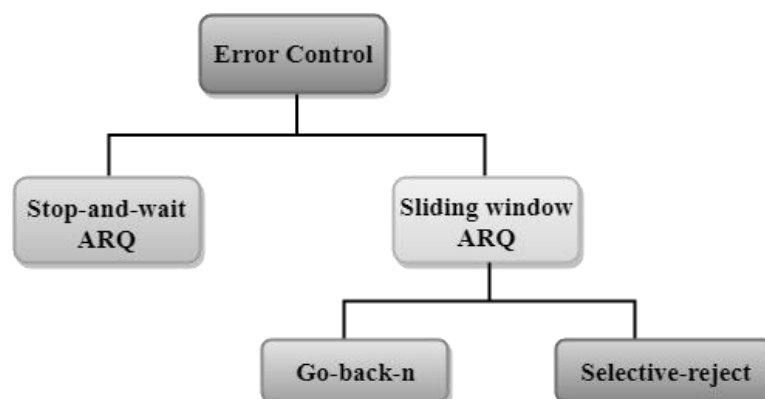 Error Control
Stop-and-wait
ARQ
Sliding window
ARQ
Go-back-n
Selective-reject